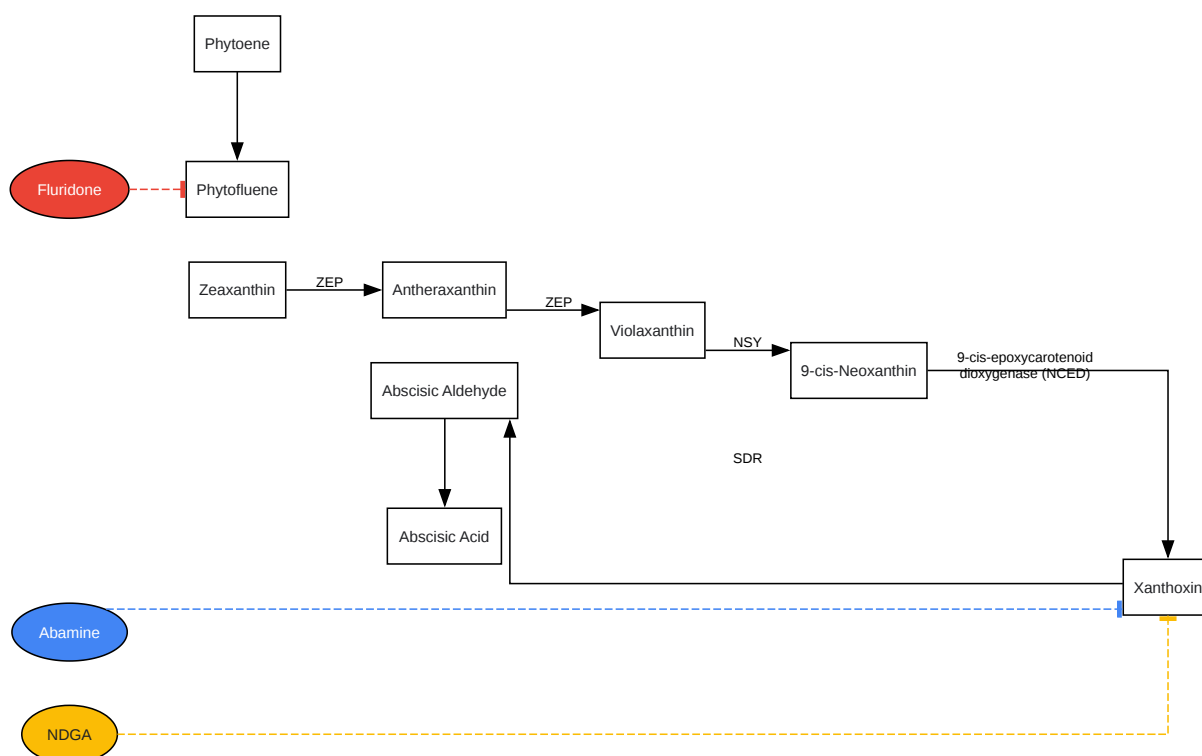 Phytoene
Fluridone
Phytofluene
Zeaxanthin
ZEP
Antheraxanthin
ZEP
Violaxanthin
NSY
9-cis-Neoxanthin
9-cis-epoxycarotenoid
dioxygenase (NCED)
Abscisic Aldehyde
SDR
Abscisic Acid
Xanthoxin
Abamine
NDGA